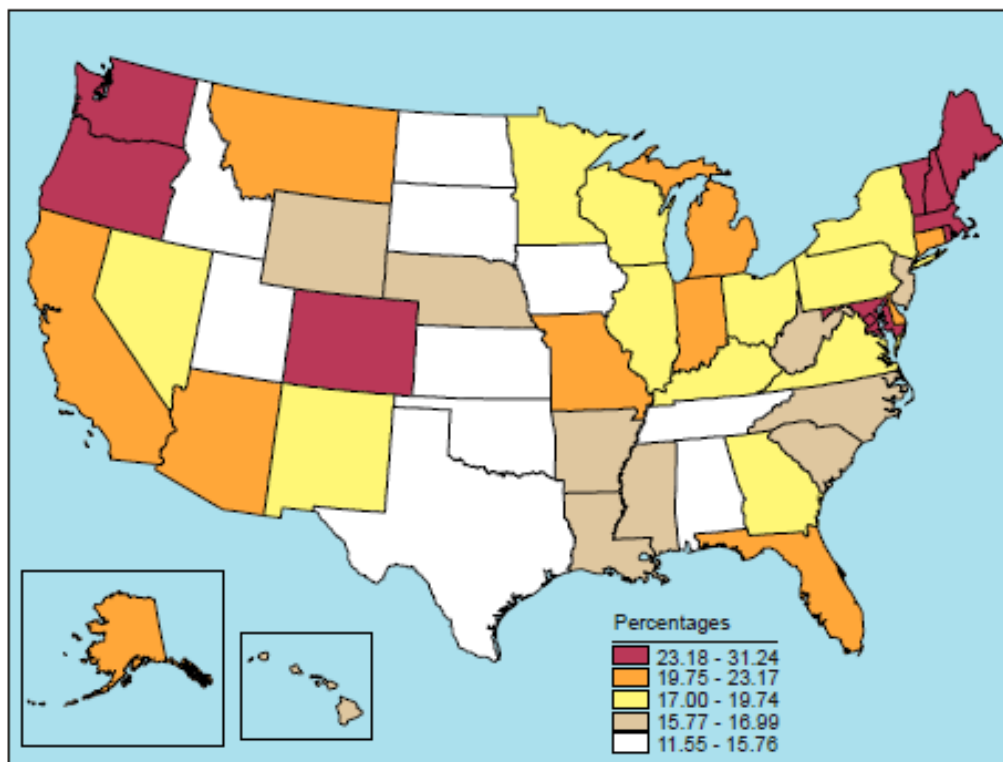 Percentages
23.18 - 31.24
19.75 - 23.17
17.00 - 19.74
15.77 - 16.99
11.55 - 15.76